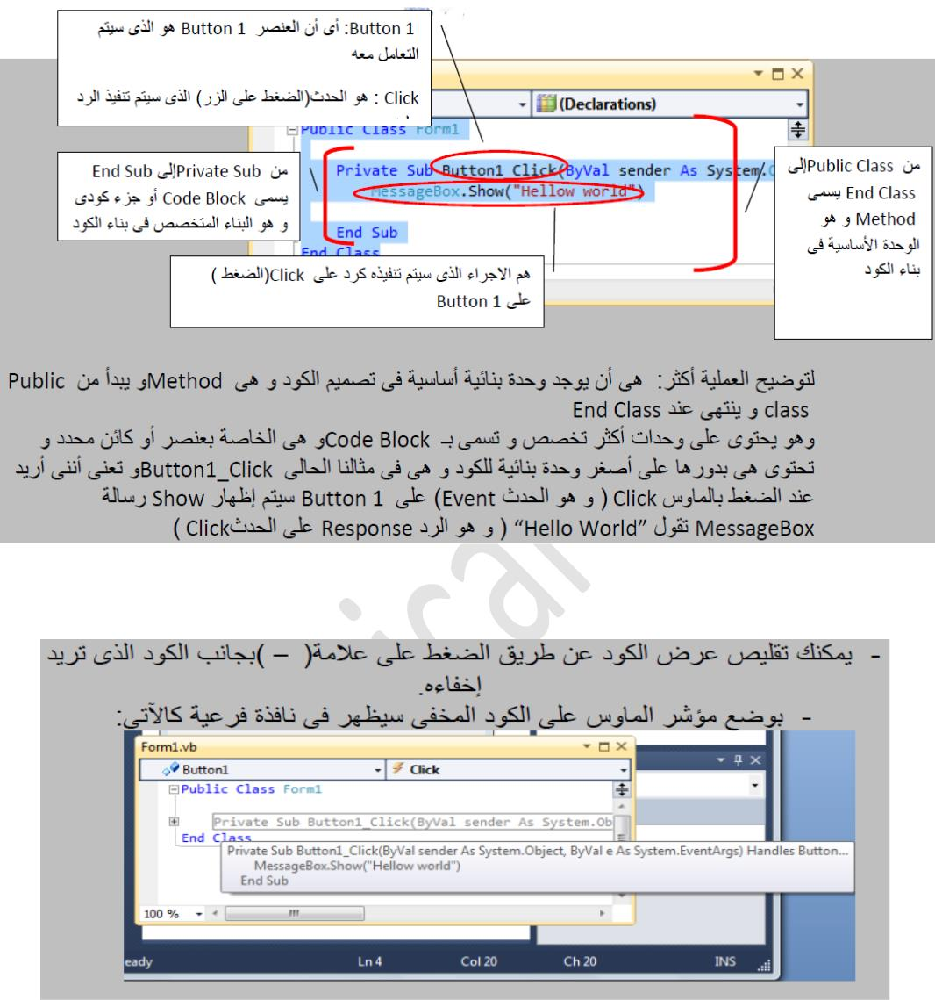 Button 1: أى أن العنصر Button 1 هو الذى سيتم
التعامل معه
Click : هو الحدث(الضغط على الزر) الذى سيتم تنفيذ الرد
(Declarations)
Public Class Form1
من Private Sub إلى End Sub
يسمى Code Block أو جزء كودى
و هو البناء المتخصص فى بناء الكود
Private Sub Button1_Click(ByVal sender As System.O
MessageBox.Show("Hellow world")
End Sub
End Class
من Public Class إلى
End Class يسمى
Method و هو
الوحدة الأساسية فى
بناء الكود
هم الاجراء الذى سيتم تنفيذه كرد على Click(الضغط )
على Button 1
لتوضيح العملية أكثر: هى أن يوجد وحدة بنائية أساسية فى تصميم الكود و هى Method و يبدأ من Public
class و ينتهى عند End Class
وهو يحتوى على وحدات أكثر تخصص و تسمى بـ Code Block و هى الخاصة بعنصر أو كائن محدد و
تحتوى هى بدورها على أصغر وحدة بنائية للكود و هى فى مثالنا الحالى Button1_Click و تعنى أننى أريد
عند الضغط بالماوس Click ( و هو الحدث Event) على Button 1 سيتم إظهار Show رسالة
MessageBox تقول “Hello World” ( و هو الرد Response على الحدث Click )
ical
- يمكنك تقليص عرض الكود عن طريق الضغط على علامة( – )بجانب الكود الذى تريد
إخفاءه.
- بوضع مؤشر الماوس على الكود المخفى سيظهر فى نافذة فرعية كالآتى:
Form1.vb
Button1 Click
Public Class Form1
Private Sub Button1_Click(ByVal sender As System.Ob
End Class
Private Sub Button1_Click(ByVal sender As System.Object, ByVal e As System.EventArgs) Handles Button...
MessageBox.Show("Hellow world")
End Sub
100 %
eady Ln 4 Col 20 Ch 20 INS